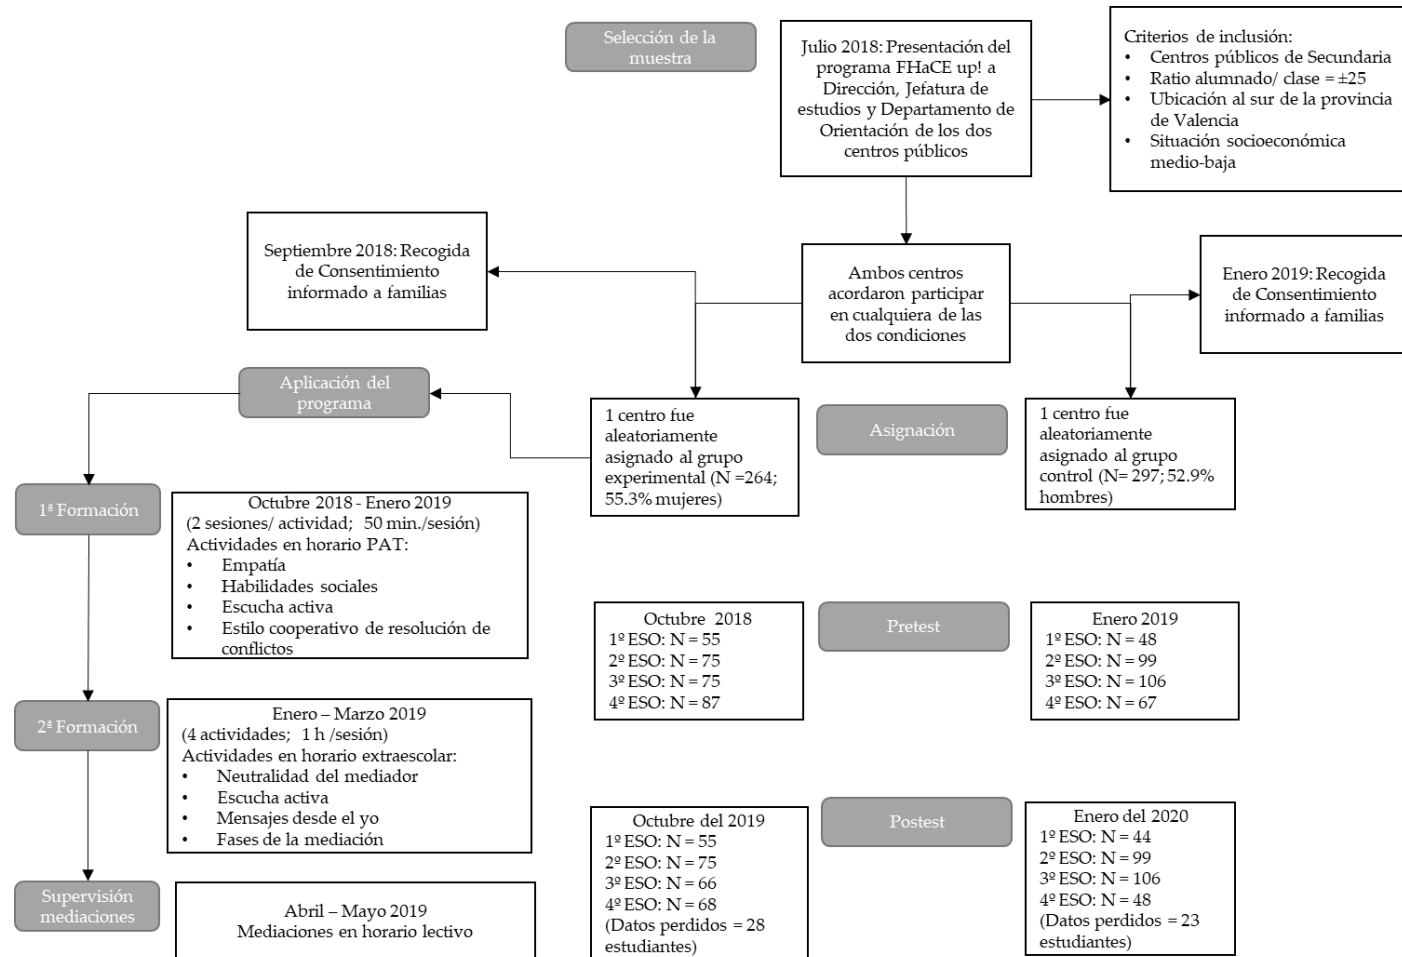 Selección de la
muestra
Julio 2018: Presentación del
programa FHaCE up! a
Dirección, Jefatura de
estudios y Departamento de
Orientación de los dos
centros públicos
Criterios de inclusión:
• Centros públicos de Secundaria
• Ratio alumnado/ clase = ±25
• Ubicación al sur de la provincia
de Valencia
• Situación socioeconómica
medio-baja
Septiembre 2018: Recogida
de Consentimiento
informado a familias
Ambos centros
acordaron participar
en cualquiera de las
dos condiciones
Enero 2019: Recogida
de Consentimiento
informado a familias
Aplicación del
programa
1 centro fue
aleatoriamente
asignado al grupo
experimental (N =264;
55.3% mujeres)
Asignación
1 centro fue
aleatoriamente
asignado al grupo
control (N= 297; 52.9%
hombres)
1ª Formación
Octubre 2018 - Enero 2019
(2 sesiones/ actividad; 50 min./sesión)
Actividades en horario PAT:
• Empatía
• Habilidades sociales
• Escucha activa
• Estilo cooperativo de resolución de
conflictos
Octubre 2018
1º ESO: N = 55
2º ESO: N = 75
3º ESO: N = 75
4º ESO: N = 87
Pretest
Enero 2019
1º ESO: N = 48
2º ESO: N = 99
3º ESO: N = 106
4º ESO: N = 67
2ª Formación
Enero – Marzo 2019
(4 actividades; 1 h /sesión)
Actividades en horario extraescolar:
• Neutralidad del mediador
• Escucha activa
• Mensajes desde el yo
• Fases de la mediación
Octubre del 2019
1º ESO: N = 55
2º ESO: N = 75
3º ESO: N = 66
4º ESO: N = 68
(Datos perdidos = 28
estudiantes)
Postest
Enero del 2020
1º ESO: N = 44
2º ESO: N = 99
3º ESO: N = 106
4º ESO: N = 48
(Datos perdidos = 23
estudiantes)
Supervisión
mediaciones
Abril – Mayo 2019
Mediaciones en horario lectivo